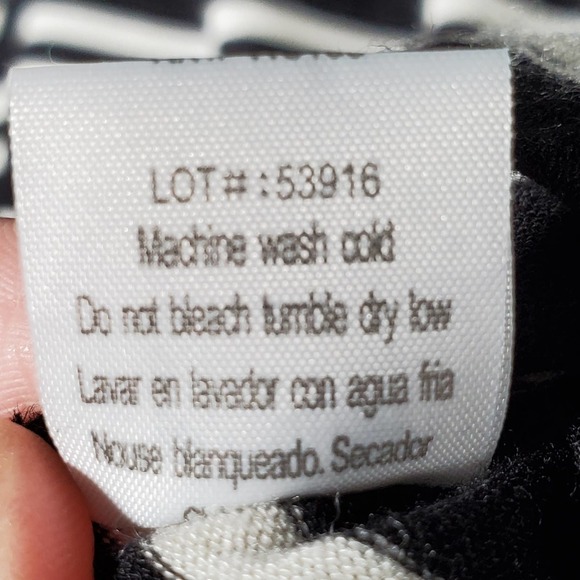 LOT#:53916
Machine wash cold
Do not bleach tumble dry low
Lavar en lavador con agua fria
No use blanqueado. Secador